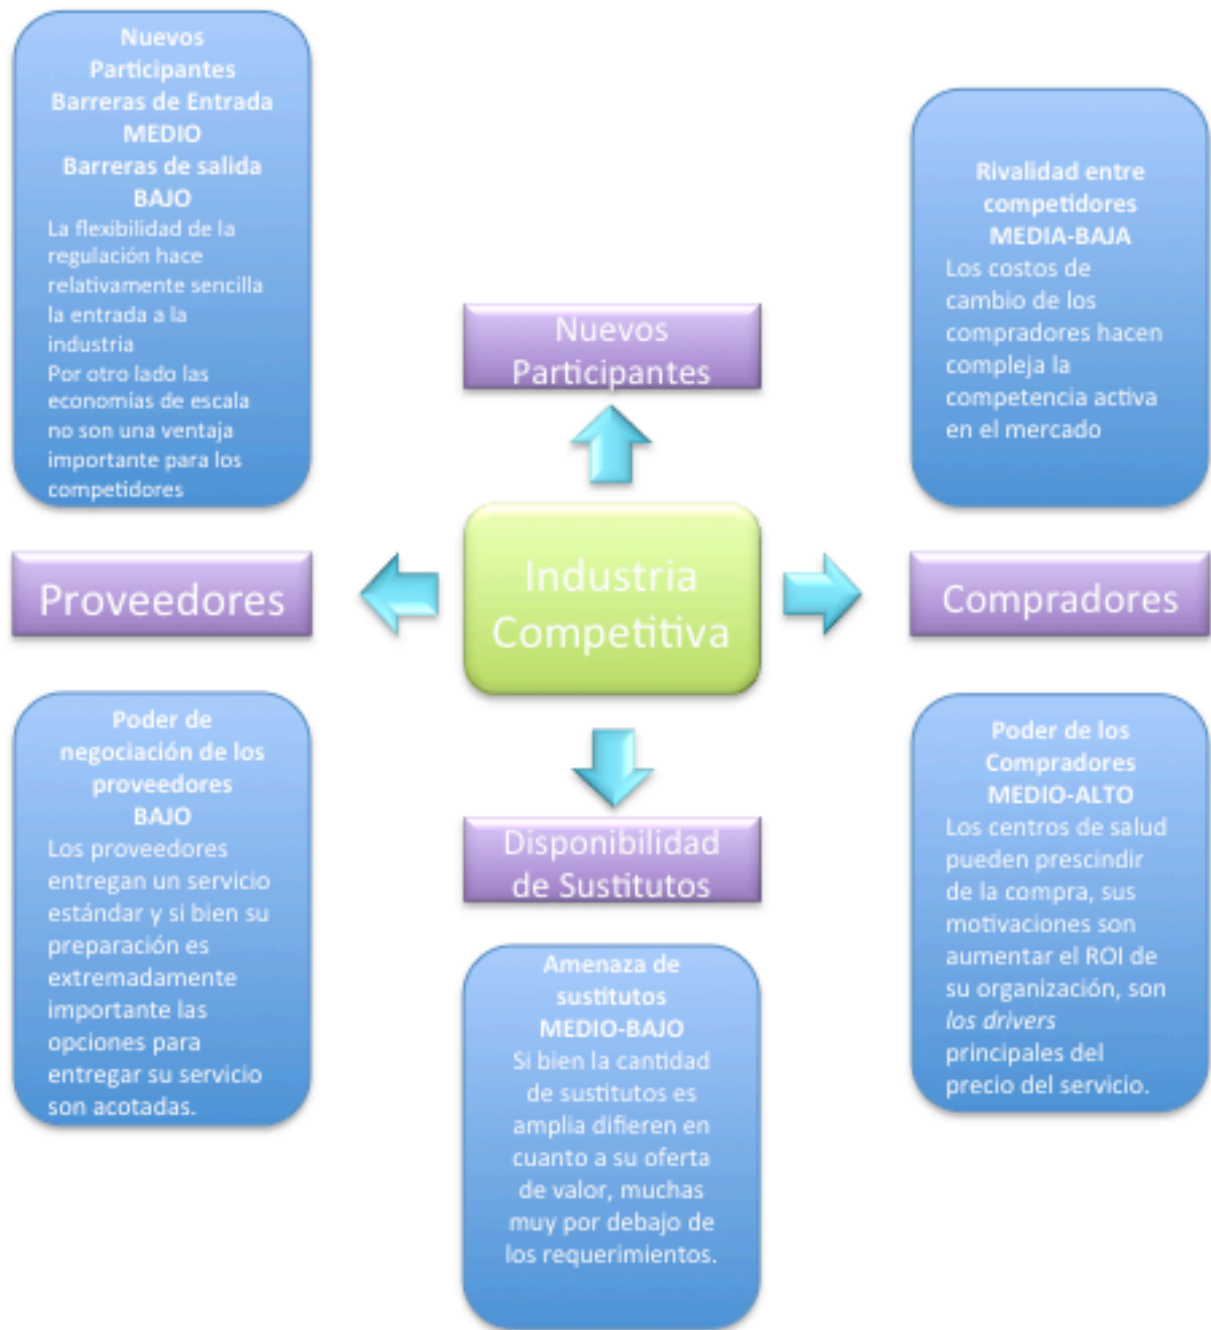 Nuevos
Participantes
Barreras de Entrada
MEDIO
Barreras de salida
BAJO
La flexibilidad de la
regulación hace
relativamente sencilla
la entrada a la
industria
Por otro lado las
economías de escala
no son una ventaja
importante para los
competidores
Rivalidad entre
competidores
MEDIA-BAJA
Los costos de
cambio de los
compradores hacen
compleja la
competencia activa
en el mercado
Nuevos
Participantes
Proveedores
Industria
Competitiva
Compradores
Poder de
negociación de los
proveedores
BAJO
Los proveedores
entregan un servicio
estándar y si bien su
preparación es
extremadamente
importante las
opciones para
entregar su servicio
son acotadas.
Disponibilidad
de Sustitutos
Amenaza de
sustitutos
MEDIO-BAJO
Si bien la cantidad
de sustitutos es
amplia difieren en
cuanto a su oferta
de valor, muchas
muy por debajo de
los requerimientos.
Poder de los
Compradores
MEDIO-ALTO
Los centros de salud
pueden prescindir
de la compra, sus
motivaciones son
aumentar el ROI de
su organización, son
los drivers
principales del
precio del servicio.